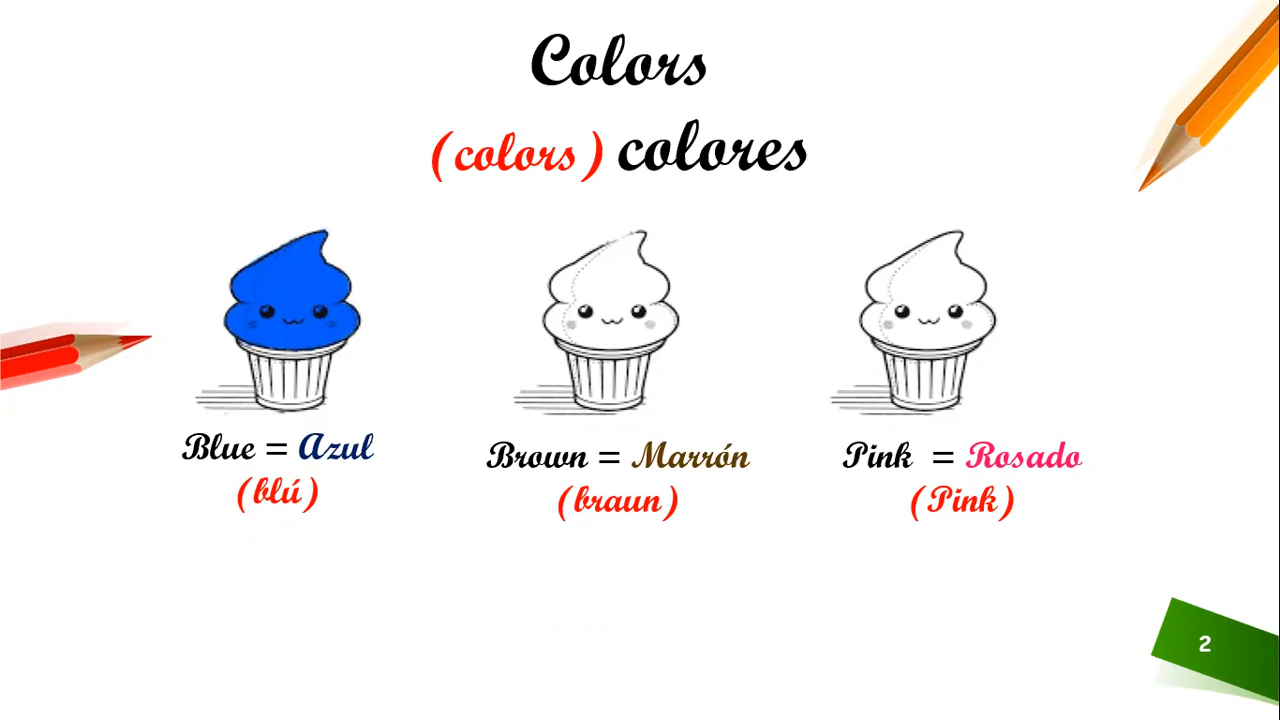 Colors
(colors) colores
Blue = Azul
(blú)
Brown = Marrón
(braun)
Pink = Rosado
(Pink)
2